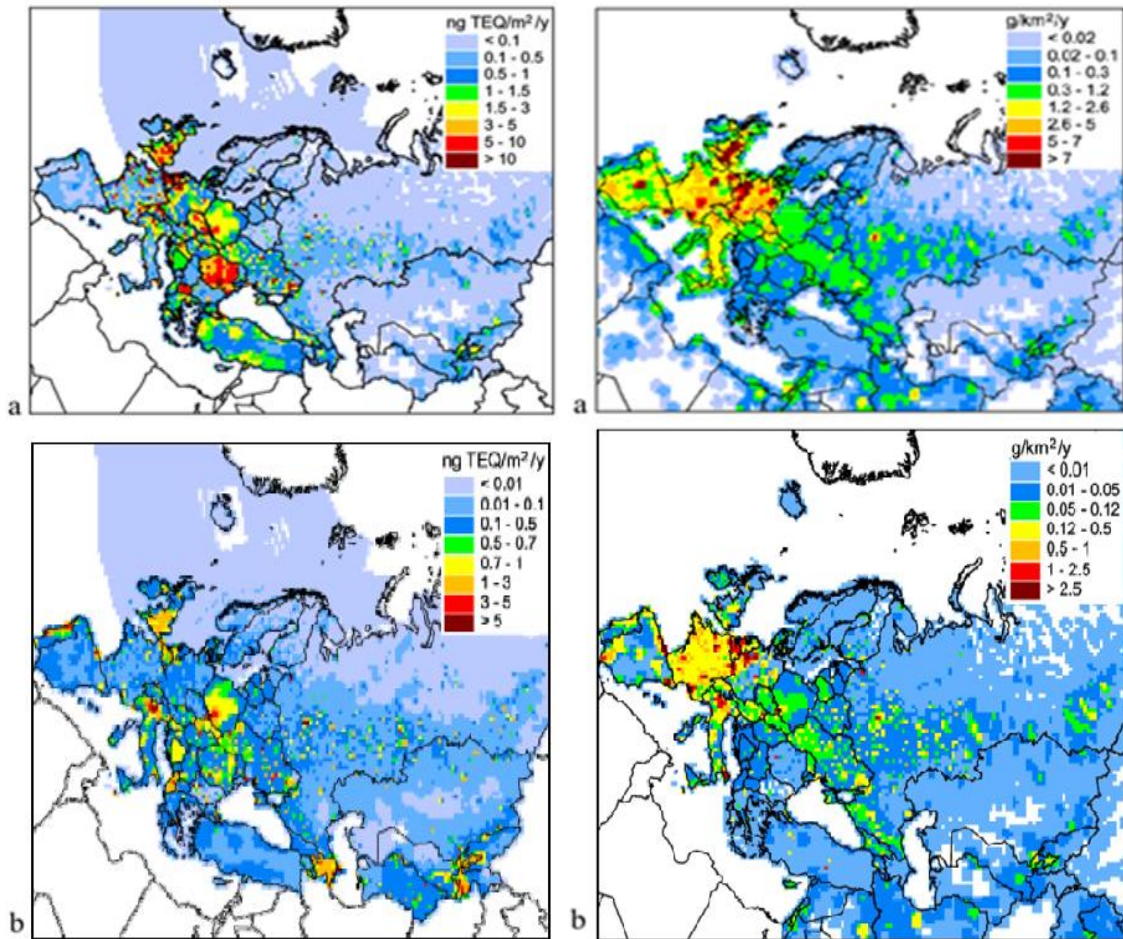 ng TEQ/m²/y
< 0.1
0.1 - 0.5
0.5 - 1
1 - 1.5
1.5 - 3
3 - 5
5 - 10
> 10
a
g/km²/y
< 0.02
0.02 - 0.1
0.1 - 0.3
0.3 - 1.2
1.2 - 2.6
2.6 - 5
5 - 7
> 7
a
ng TEQ/m²/y
< 0.01
0.01 - 0.1
0.1 - 0.5
0.5 - 0.7
0.7 - 1
1 - 3
3 - 5
> 5
b
g/km²/y
< 0.01
0.01 - 0.05
0.05 - 0.12
0.12 - 0.5
0.5 - 1
1 - 2.5
> 2.5
b